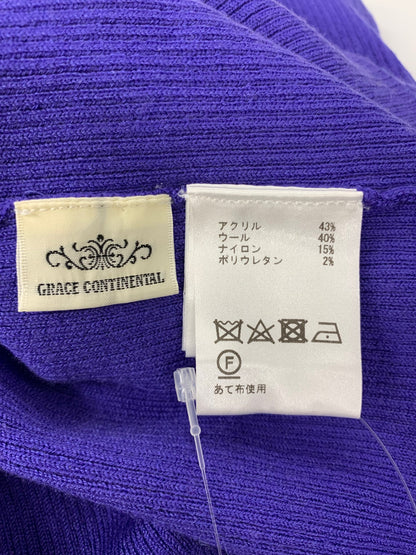 GRACE CONTINENTAL
アクリル 43%
ウール 40%
ナイロン 15%
ポリウレタン 2%
F
あて布使用